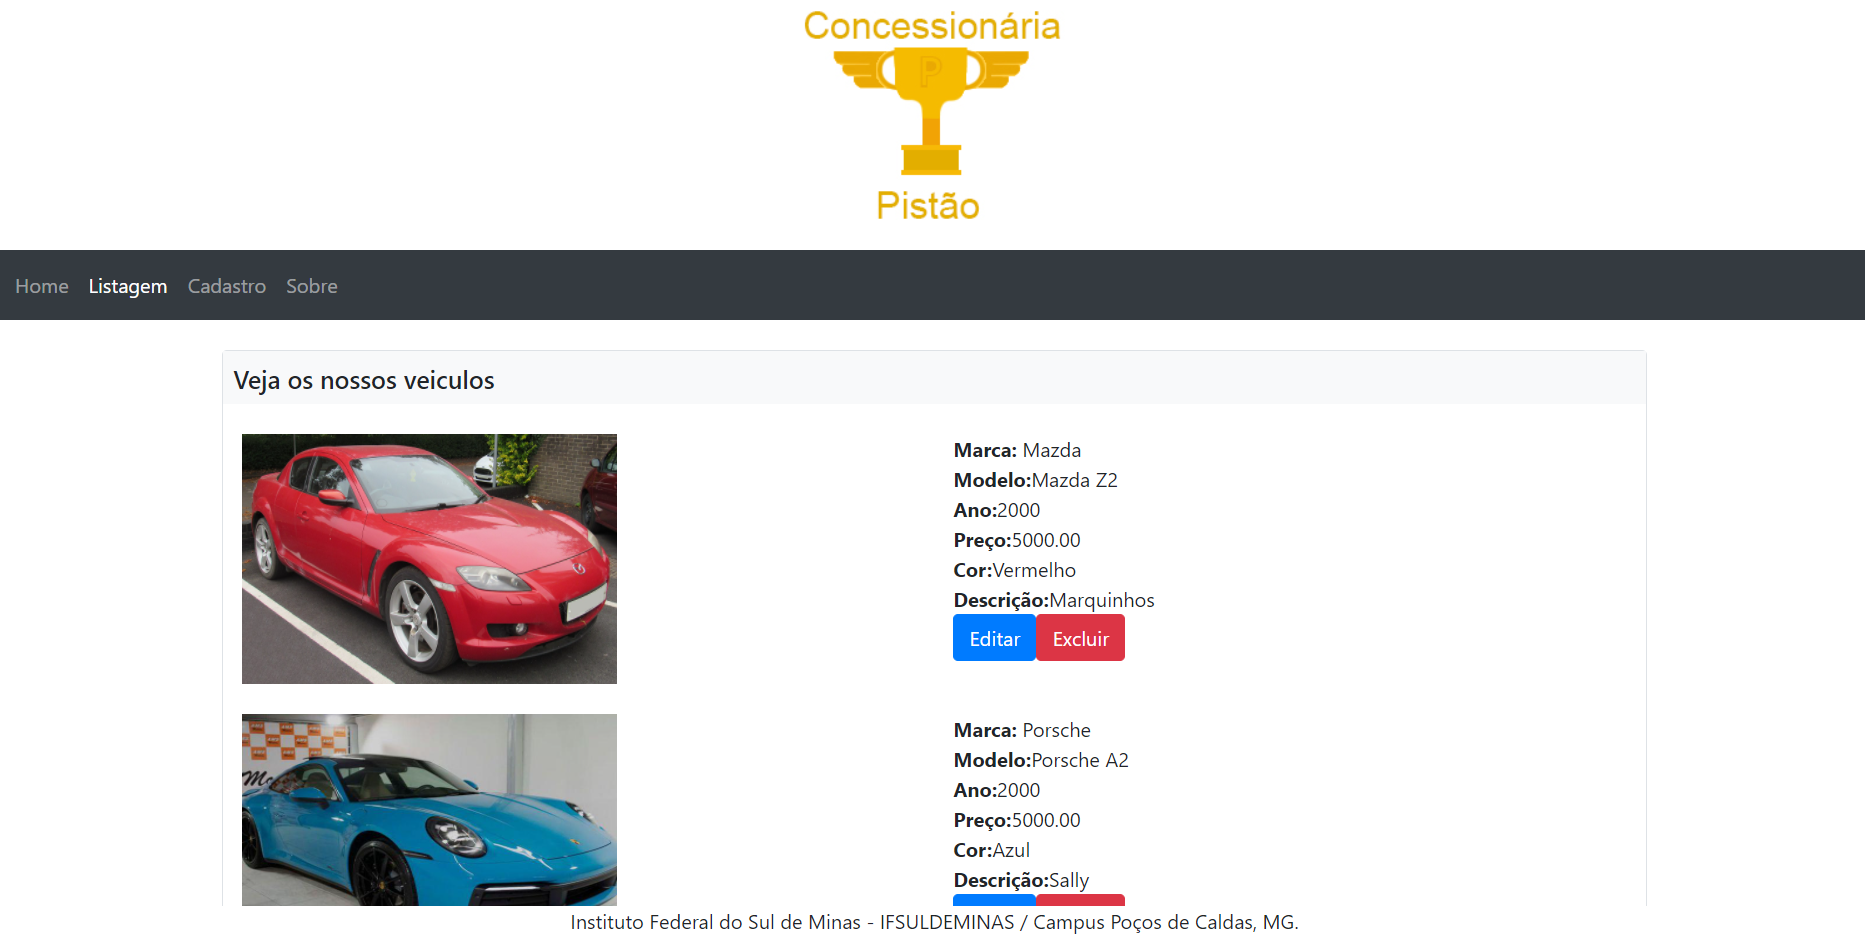 Concessionária
P
Pistão
Home Listagem Cadastro Sobre
Veja os nossos veiculos
Marca: Mazda
Modelo:Mazda Z2
Ano:2000
Preço:5000.00
Cor:Vermelho
Descrição:Marquinhos
Editar Excluir
Marca: Porsche
Modelo:Porsche A2
Ano:2000
Preço:5000.00
Cor:Azul
Descrição:Sally
Instituto Federal do Sul de Minas - IFSULDEMINAS / Campus Poços de Caldas, MG.